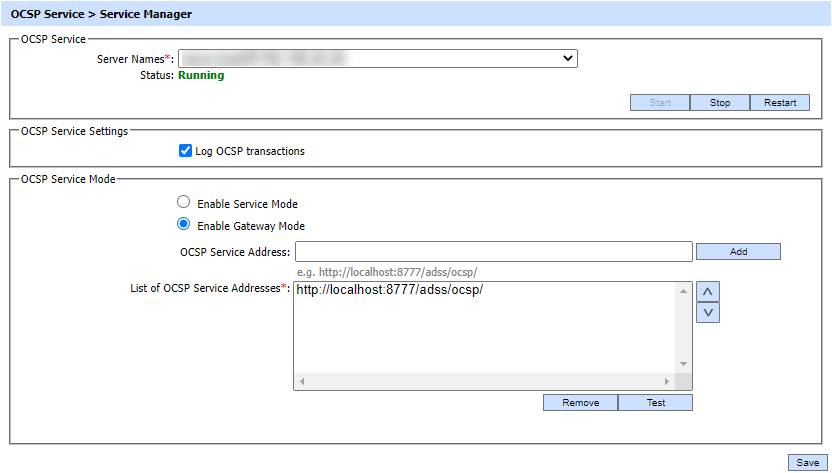 OCSP Service > Service Manager
OCSP Service
Server Names*:
Status: Running
Start Stop Restart
OCSP Service Settings
Log OCSP transactions
OCSP Service Mode
Enable Service Mode
Enable Gateway Mode
OCSP Service Address: Add
e.g. http://localhost:8777/adss/ocsp/
List of OCSP Service Addresses*: http://localhost:8777/adss/ocsp/
Remove Test
Save